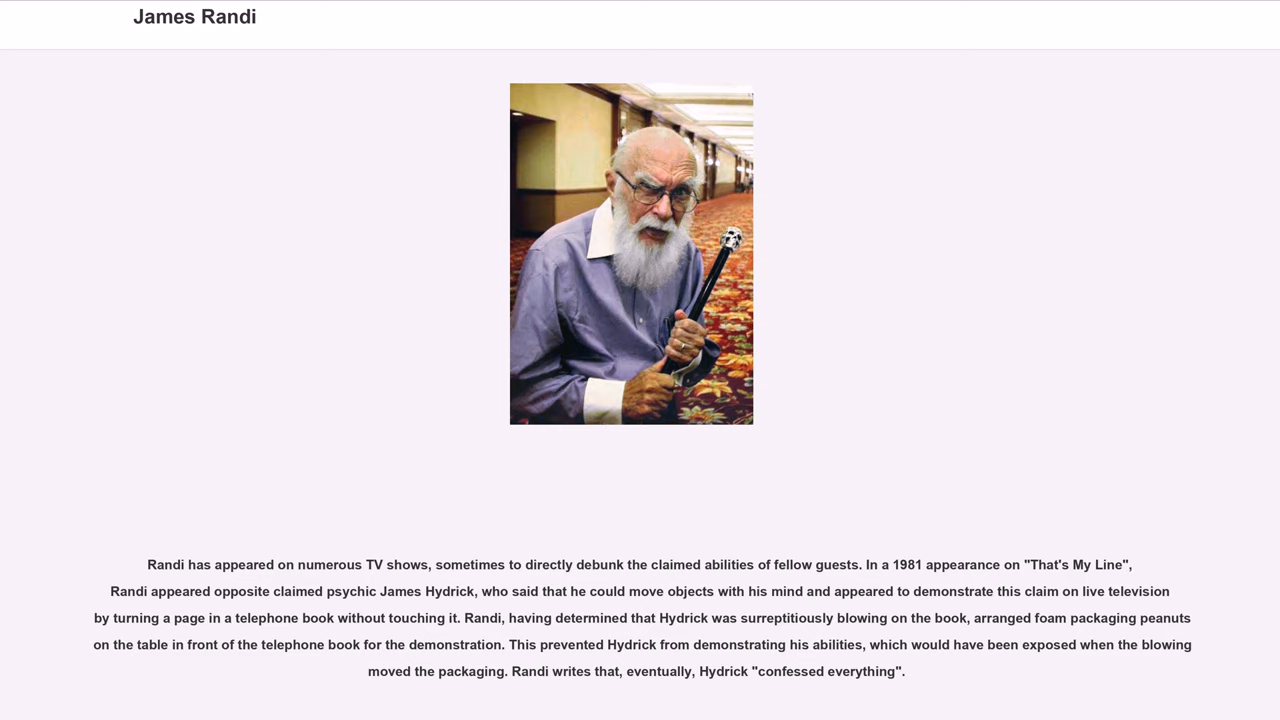 James Randi
Randi has appeared on numerous TV shows, sometimes to directly debunk the claimed abilities of fellow guests. In a 1981 appearance on "That's My Line",
Randi appeared opposite claimed psychic James Hydrick, who said that he could move objects with his mind and appeared to demonstrate this claim on live television
by turning a page in a telephone book without touching it. Randi, having determined that Hydrick was surreptitiously blowing on the book, arranged foam packaging peanuts
on the table in front of the telephone book for the demonstration. This prevented Hydrick from demonstrating his abilities, which would have been exposed when the blowing
moved the packaging. Randi writes that, eventually, Hydrick "confessed everything".